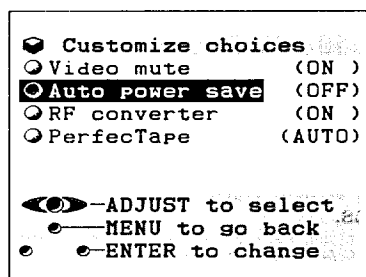 Customize choices
Video mute (ON )
Auto power save (OFF)
RF converter (ON )
PerfecTape (AUTO)
ADJUST to select
MENU to go back
ENTER to change